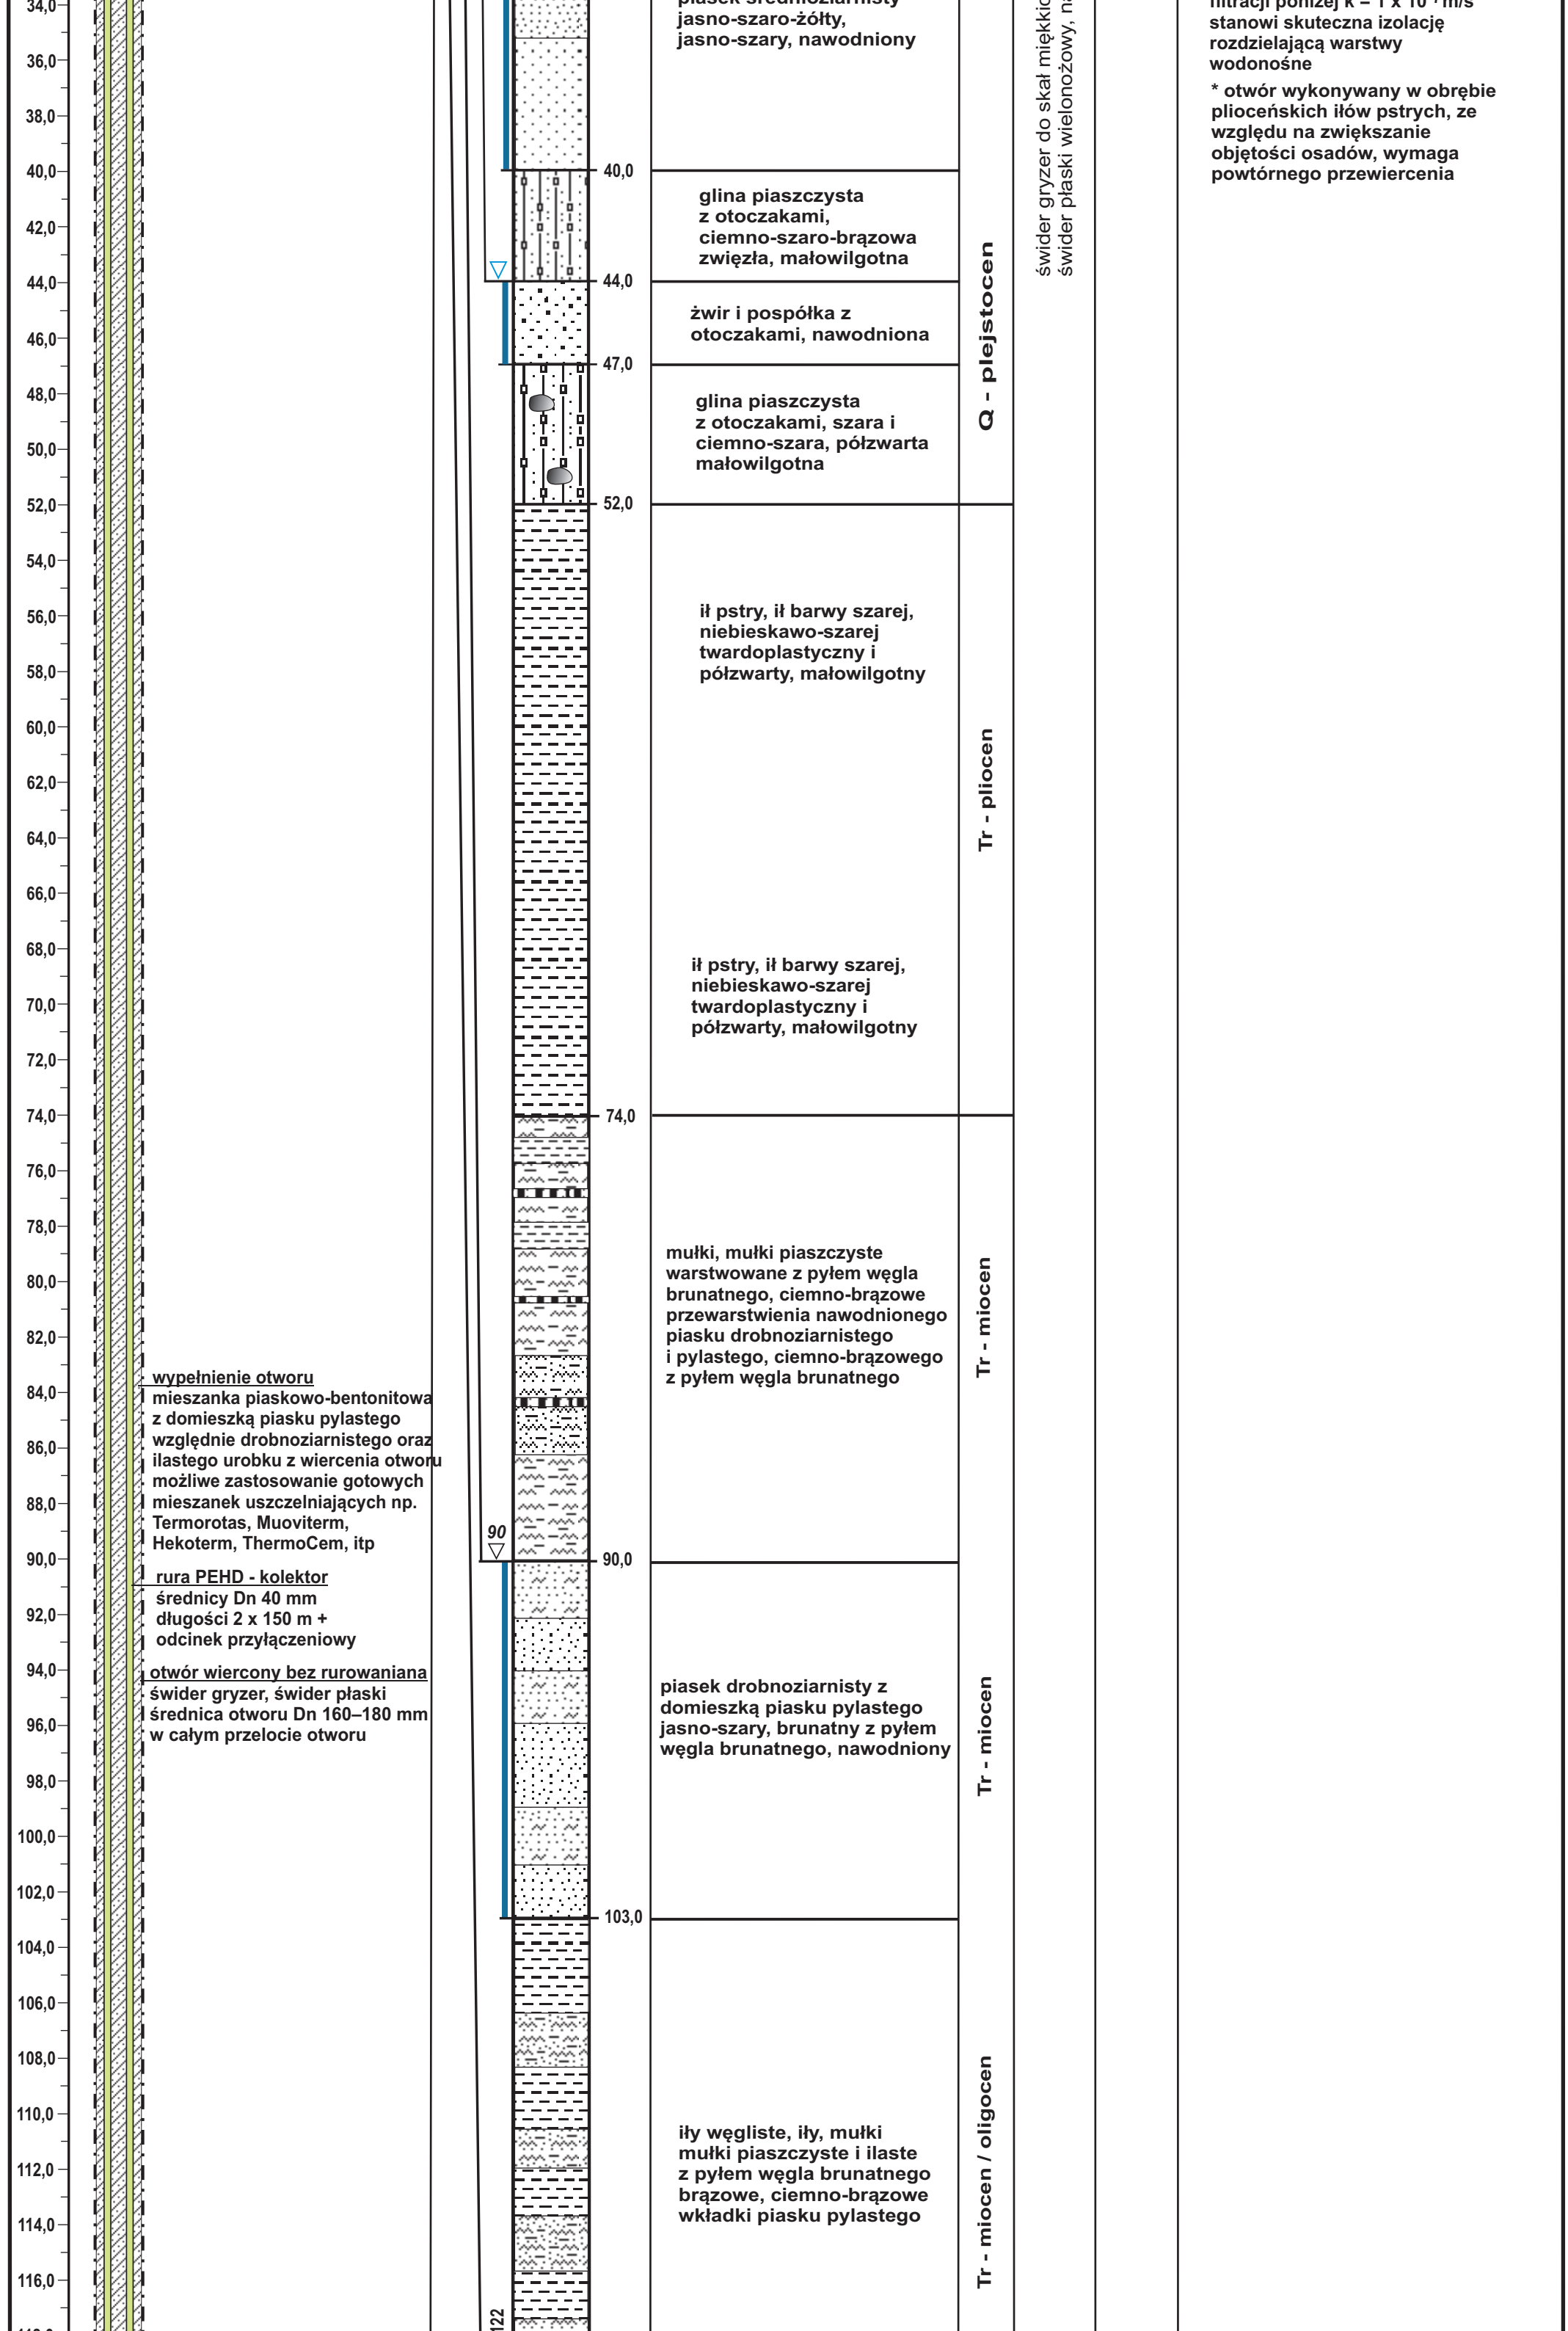 34,0
36,0
38,0
40,0
42,0
44,0
46,0
48,0
50,0
52,0
54,0
56,0
58,0
60,0
62,0
64,0
66,0
68,0
70,0
72,0
74,0
76,0
78,0
80,0
82,0
84,0
86,0
88,0
90,0
92,0
94,0
96,0
98,0
100,0
102,0
104,0
106,0
108,0
110,0
112,0
114,0
116,0
wypełnienie otworu
mieszanka piaskowo-bentonitowa
z domieszką piasku pylastego
względnie drobnoziarnistego oraz
ilastego urobku z wiercenia otworu
możliwe zastosowanie gotowych
mieszanek uszczelniających np.
Termorotas, Muoviterm,
Hekoterm, ThermoCem, itp
rura PEHD - kolektor
średnicy Dn 40 mm
długości 2 x 150 m +
odcinek przyłączeniowy
otwór wiercony bez rurowaniana
świder gryzer, świder płaski
średnica otworu Dn 160–180 mm
w całym przelocie otworu
90
122
40,0
44,0
47,0
52,0
74,0
90,0
103,0
piasek średnioziarnisty
jasno-szaro-żółty,
jasno-szary, nawodniony
glina piaszczysta
z otoczakami,
ciemno-szaro-brązowa
zwięzła, małowilgotna
żwir i pospółka z
otoczakami, nawodniona
glina piaszczysta
z otoczakami, szara i
ciemno-szara, półzwarta
małowilgotna
ił pstry, ił barwy szarej,
niebieskawo-szarej
twardoplastyczny i
półzwarty, małowilgotny
ił pstry, ił barwy szarej,
niebieskawo-szarej
twardoplastyczny i
półzwarty, małowilgotny
mułki, mułki piaszczyste
warstwowane z pyłem węgla
brunatnego, ciemno-brązowe
przewarstwienia nawodnionego
piasku drobnoziarnistego
i pylastego, ciemno-brązowego
z pyłem węgla brunatnego
piasek drobnoziarnisty z
domieszką piasku pylastego
jasno-szary, brunatny z pyłem
węgla brunatnego, nawodniony
iły węgliste, iły, mułki
mułki piaszczyste i ilaste
z pyłem węgla brunatnego
brązowe, ciemno-brązowe
wkładki piasku pylastego
Q - plejstocen
Tr - pliocen
Tr - miocen
Tr - miocen
Tr - miocen / oligocen
świder gryzer do skał miękkic
świder płaski wielonożowy, na
filtracji poniżej k = 1 x 10 m/s
stanowi skuteczna izolację
rozdzielającą warstwy
wodonośne
* otwór wykonywany w obrębie
plioceńskich iłów pstrych, ze
względu na zwiększanie
objętości osadów, wymaga
powtórnego przewiercenia